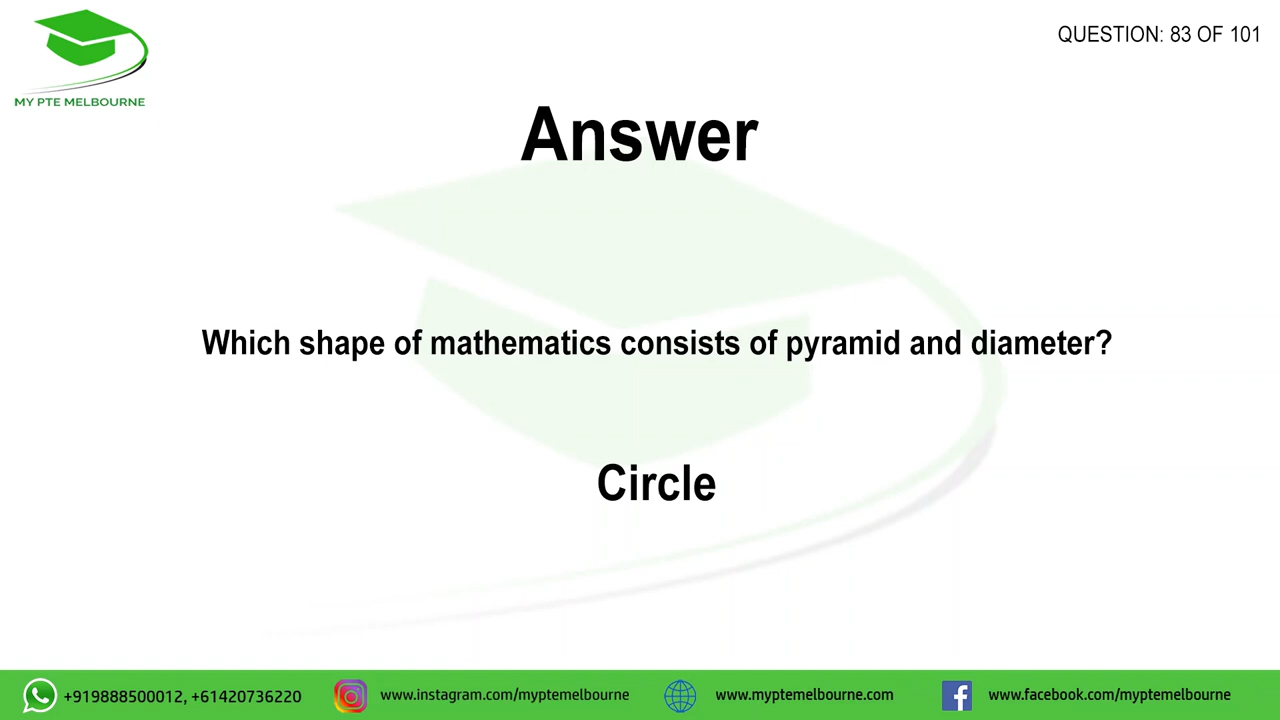 MY PTE MELBOURNE
QUESTION: 83 OF 101
Answer
Which shape of mathematics consists of pyramid and diameter?
Circle
+919888500012, +61420736220
www.instagram.com/myptemelbourne
www.myptemelbourne.com
www.facebook.com/myptemelbourne